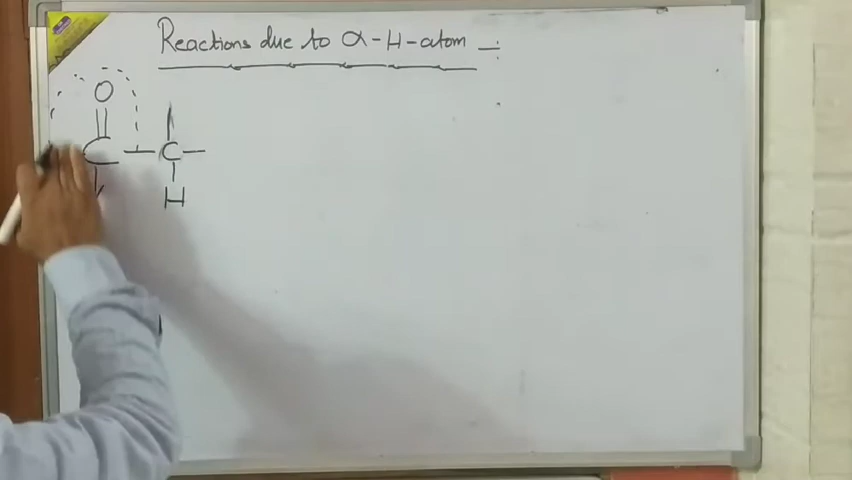 Reactions due to α-H-atom -:
O
C - C -
H